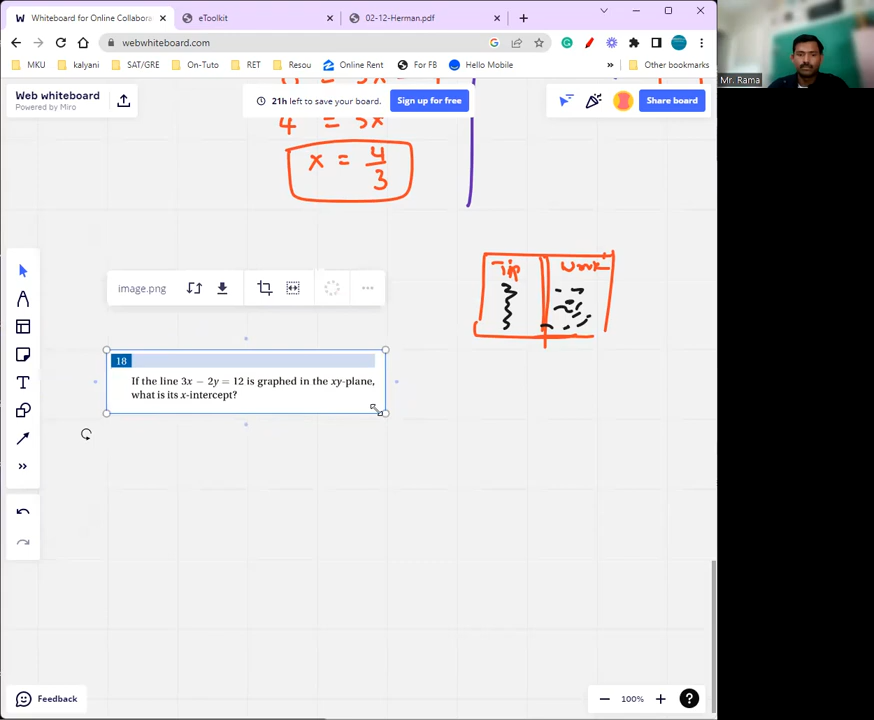 Whiteboard for Online Collabora
eToolkit
02-12-Herman.pdf
webwhiteboard.com
MKU
kalyani
SAT/GRE
On-Tuto
RET
Resou
Online Rent
For FB
Hello Mobile
Other bookmarks
Mr. Rama
Web whiteboard
Powered by Miro
21h left to save your board.
Sign up for free
Share board
4 = 3x
x = 4/3
Tip
Work
image.png
18
If the line 3x − 2y = 12 is graphed in the xy-plane,
what is its x-intercept?
Feedback
100%